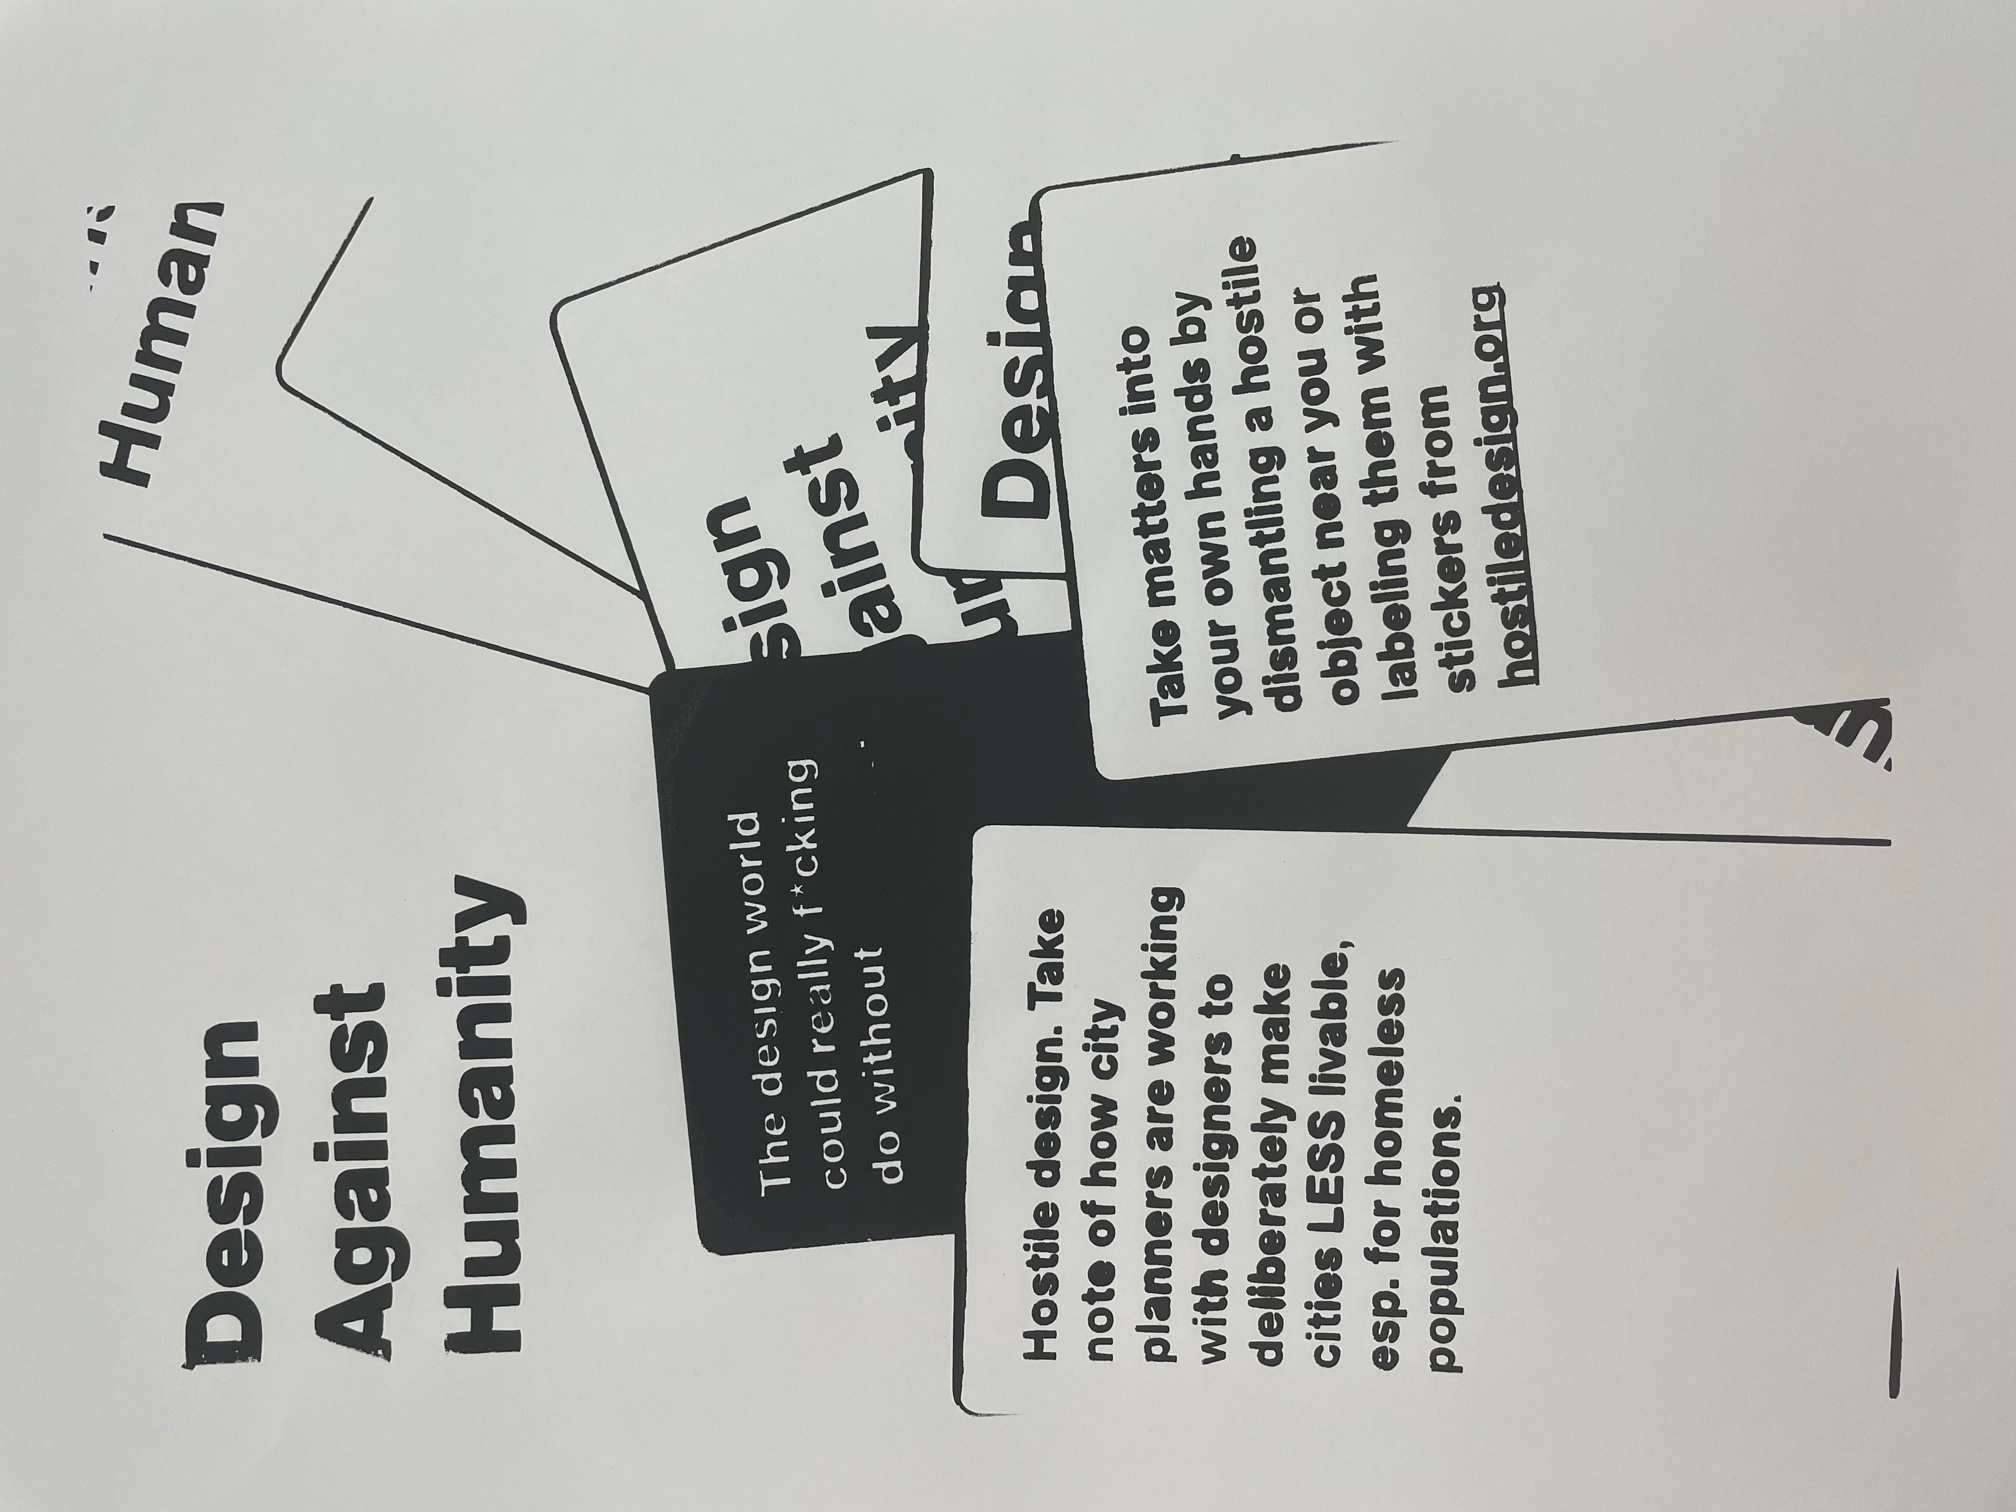 Human
Design
Against
Humanity
The design world
could really f*cking
do without
sign
gainst
unity
Design
Hostile design. Take
note of how city
planners are working
with designers to
deliberately make
cities LESS livable,
esp. for homeless
populations.
Take matters into
your own hands by
dismantling a hostile
object near you or
labeling them with
stickers from
hostiledesign.org